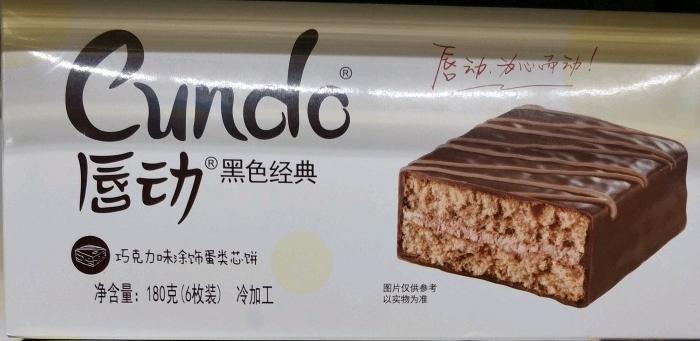 Cundo®
唇动®黑色经典
唇动,为心而动!
巧克力味涂饰蛋类芯饼
净含量:180克(6枚装) 冷加工
图片仅供参考
以实物为准